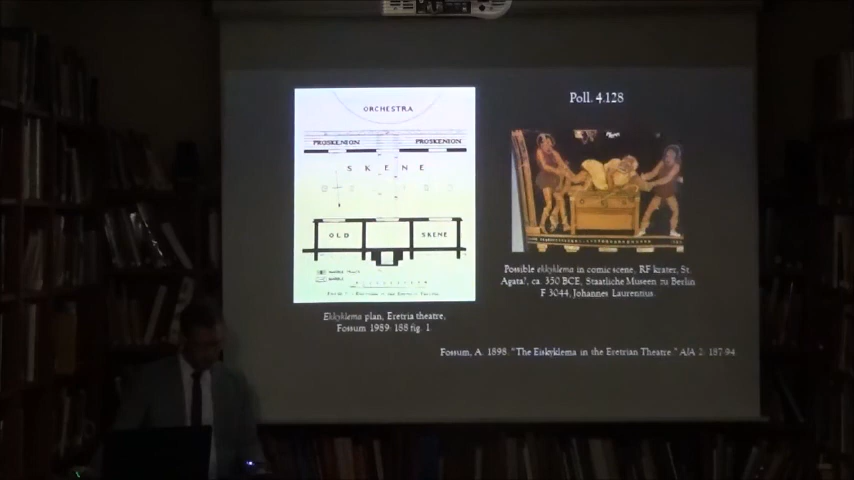 ORCHESTRA
PROSKENION
PROSKENION
SKENE
OLD
SKENE
Ekkyklema plan, Eretria theatre,
Fossum 1989: 188 fig. 1
Poll. 4.128
Possible ekkyklema in comic scene, RF krater, St.
Agata?, ca. 350 BCE, Staatliche Museen zu Berlin
F 3044, Johannes Laurentius.
Fossum, A. 1898. "The Eiskyklema in the Eretrian Theatre." AJA 2: 187-94